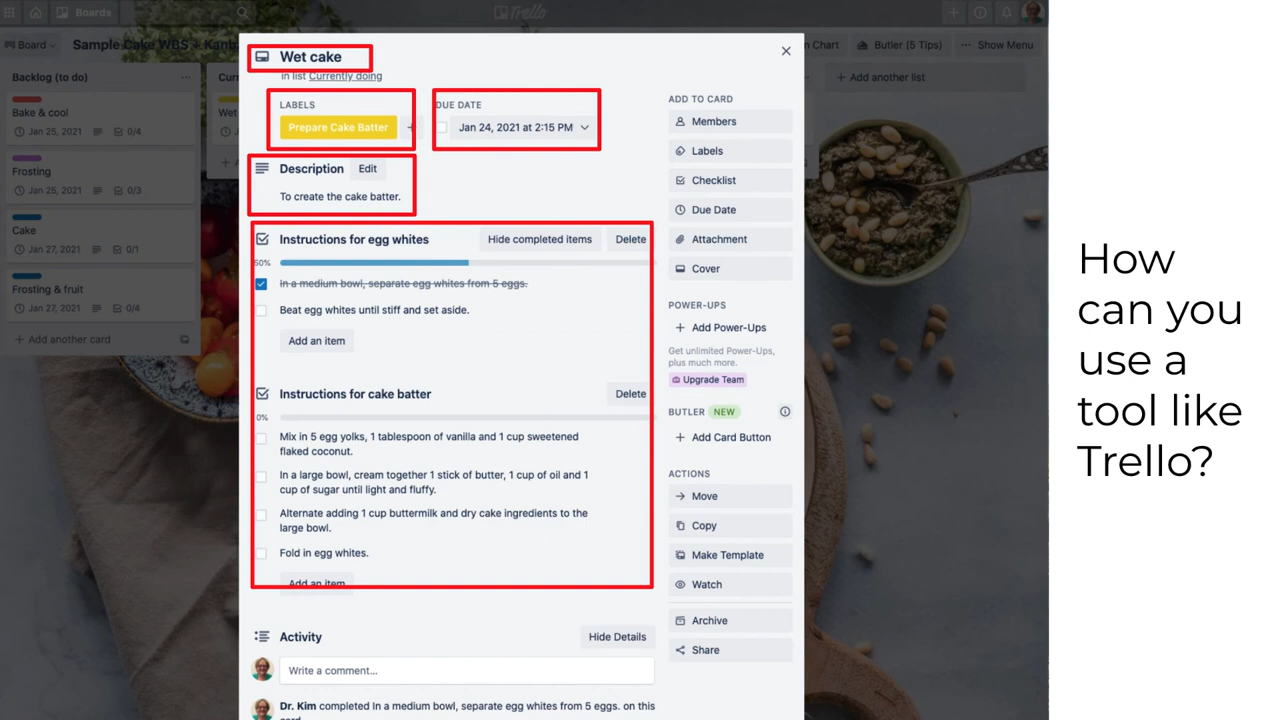 Boards
Trello
Board
Sample Cake WBS + Kanb
n Chart
Butler (5 Tips)
Show Menu
Backlog (to do)
Bake & cool
Jan 25, 2021
0/4
Frosting
Jan 25, 2021
0/3
Cake
Jan 27, 2021
0/1
Frosting & fruit
Jan 27, 2021
0/4
+ Add another card
Curr
Wet
+ Add another list
Wet cake
in list Currently doing
LABELS
Prepare Cake Batter
+
DUE DATE
Jan 24, 2021 at 2:15 PM
Description
Edit
To create the cake batter.
Instructions for egg whites
Hide completed items
Delete
50%
In a medium bowl, separate egg whites from 5 eggs.
Beat egg whites until stiff and set aside.
Add an item
Instructions for cake batter
Delete
0%
Mix in 5 egg yolks, 1 tablespoon of vanilla and 1 cup sweetened
flaked coconut.
In a large bowl, cream together 1 stick of butter, 1 cup of oil and 1
cup of sugar until light and fluffy.
Alternate adding 1 cup buttermilk and dry cake ingredients to the
large bowl.
Fold in egg whites.
Add an item
Activity
Hide Details
Write a comment...
Dr. Kim completed In a medium bowl, separate egg whites from 5 eggs. on this
card
ADD TO CARD
Members
Labels
Checklist
Due Date
Attachment
Cover
POWER-UPS
+ Add Power-Ups
Get unlimited Power-Ups,
plus much more.
Upgrade Team
BUTLER NEW
+ Add Card Button
ACTIONS
Move
Copy
Make Template
Watch
Archive
Share
How
can you
use a
tool like
Trello?